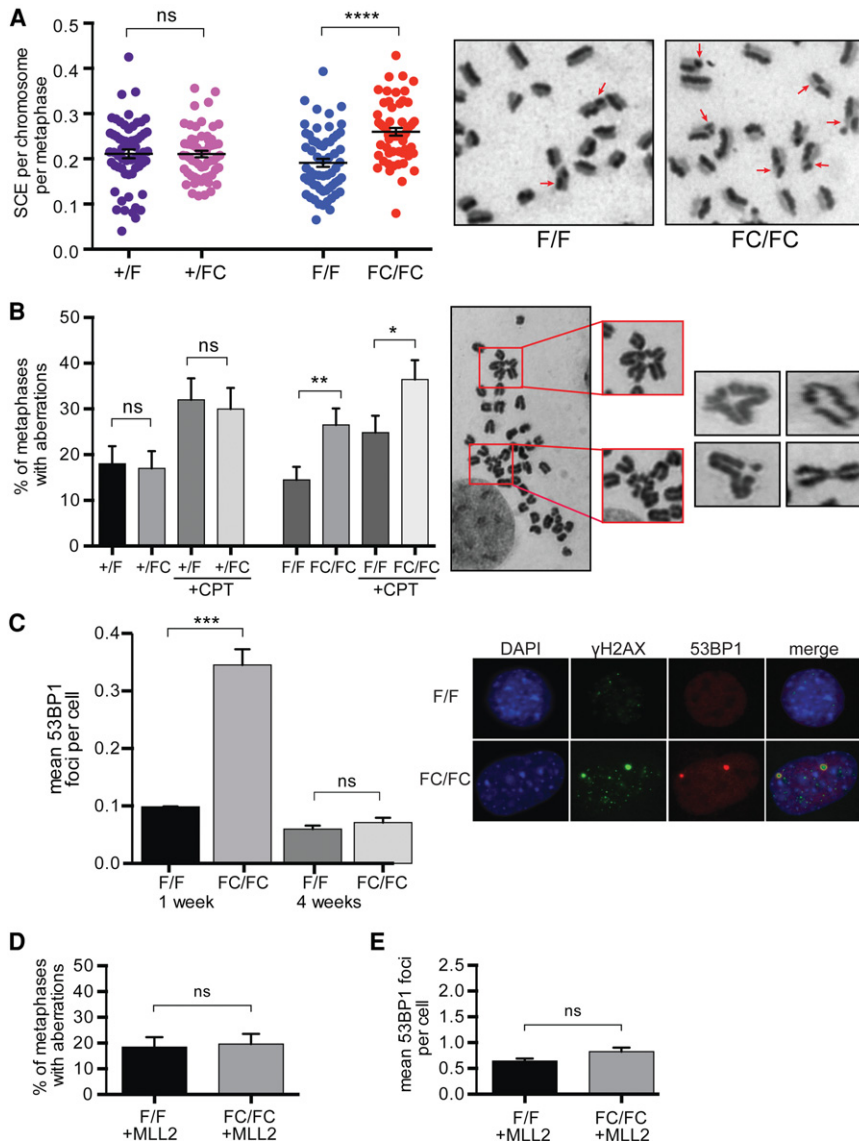 A
SCE per chromosome
per metaphase
0.5
0.4
0.3
0.2
0.1
0.0
ns
****
+/F
+/FC
F/F
FC/FC
F/F
FC/FC
B
% of metaphases
with aberrations
50
40
30
20
10
0
ns
ns
**
*
+/F
+/FC
+/F
+/FC
+CPT
F/F
FC/FC
F/F
FC/FC
+CPT
C
mean 53BP1
foci per cell
0.4
0.3
0.2
0.1
0.0
***
ns
F/F
FC/FC
F/F
FC/FC
1 week
4 weeks
DAPI
γH2AX
53BP1
merge
F/F
FC/FC
D
% of metaphases
with aberrations
50
40
30
20
10
0
ns
F/F
+MLL2
FC/FC
+MLL2
E
mean 53BP1 foci
per cell
2.5
2.0
1.5
1.0
0.5
0.0
ns
F/F
+MLL2
FC/FC
+MLL2